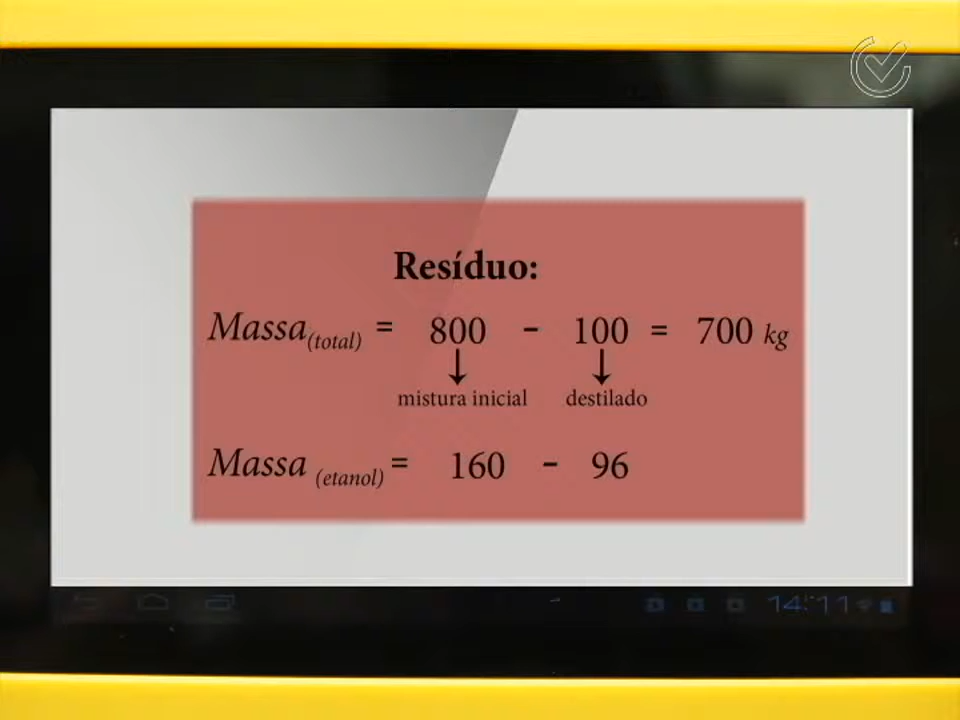 Resíduo:
Massa(total) = 800 - 100 = 700 kg
mistura inicial destilado
Massa (etanol) = 160 - 96
14:11